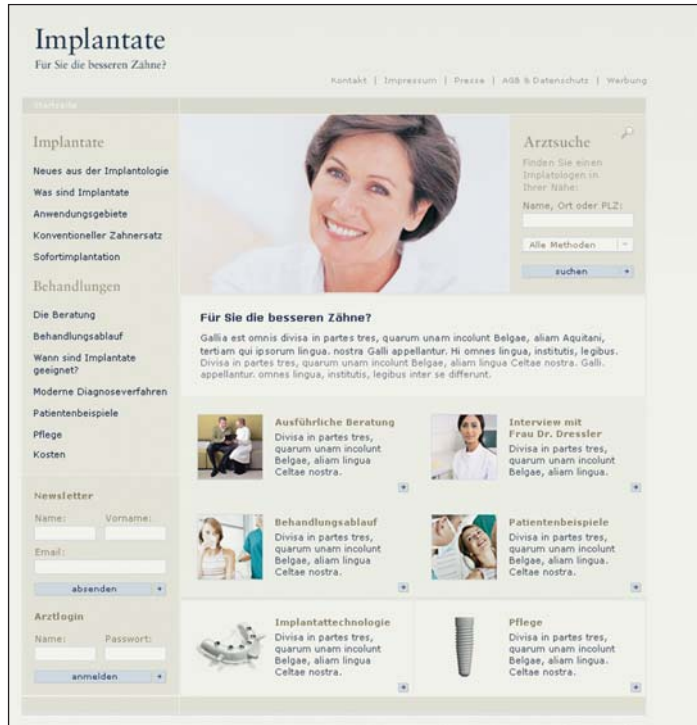 Implantate
Für Sie die besseren Zähne?
Kontakt | Impressum | Presse | AGB & Datenschutz | Werbung
Startseite
Implantate
Neues aus der Implantologie
Was sind Implantate
Anwendungsgebiete
Konventioneller Zahnersatz
Sofortimplantation
Behandlungen
Die Beratung
Behandlungsablauf
Wann sind Implantate
geeignet?
Moderne Diagnoseverfahren
Patientenbeispiele
Pflege
Kosten
Newsletter
Name: Vorname:
Email:
absenden
Arztlogin
Name: Passwort:
anmelden
Arztsuche
Finden Sie einen
Implatologen in
Ihrer Nähe:
Name, Ort oder PLZ:
Alle Methoden
suchen
Für Sie die besseren Zähne?
Gallia est omnis divisa in partes tres, quarum unam incolunt Belgae, aliam Aquitani,
tertiam qui ipsorum lingua. nostra Galli appellantur. Hi omnes lingua, institutis, legibus.
Divisa in partes tres, quarum unam incolunt Belgae, aliam lingua Celtae nostra. Galli.
appellantur. omnes lingua, institutis, legibus inter se differunt.
Ausführliche Beratung
Divisa in partes tres,
quarum unam incolunt
Belgae, aliam lingua
Celtae nostra.
Interview mit
Frau Dr. Dressler
Divisa in partes tres,
quarum unam incolunt
Belgae, aliam lingua
Celtae nostra.
Behandlungsablauf
Divisa in partes tres,
quarum unam incolunt
Belgae, aliam lingua
Celtae nostra.
Patientenbeispiele
Divisa in partes tres,
quarum unam incolunt
Belgae, aliam lingua
Celtae nostra.
Implantattechnologie
Divisa in partes tres,
quarum unam incolunt
Belgae, aliam lingua
Celtae nostra.
Pflege
Divisa in partes tres,
quarum unam incolunt
Belgae, aliam lingua
Celtae nostra.